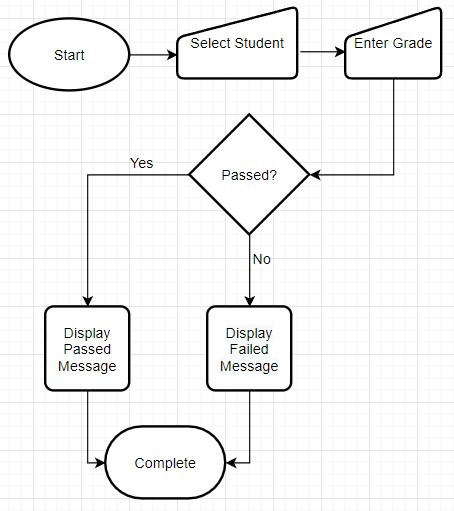 Start
Select Student
Enter Grade
Passed?
Yes
No
Display
Passed
Message
Display
Failed
Message
Complete